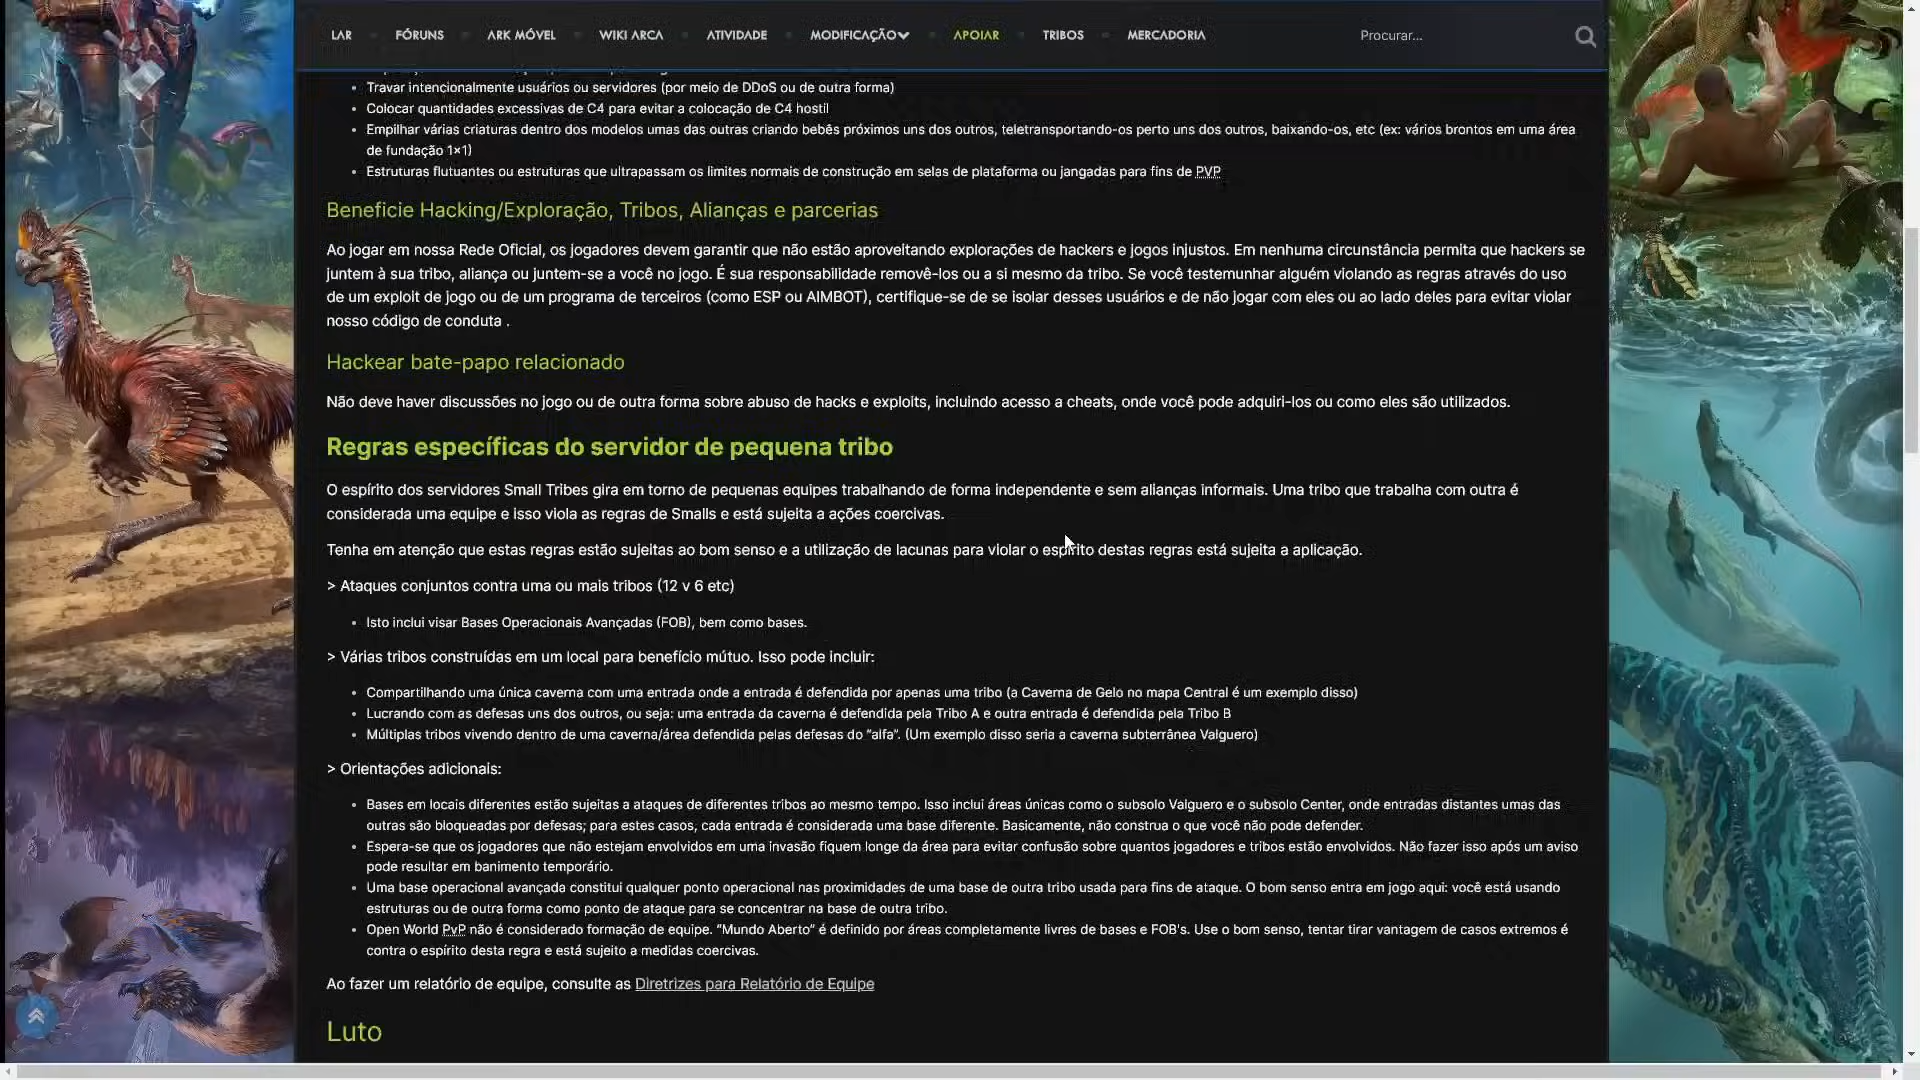 LAR
FÓRUNS
ARK MÓVEL
WIKI ARCA
ATIVIDADE
MODIFICAÇÃO
APOIAR
TRIBOS
MERCADORIA
Procurar...
Travar intencionalmente usuários ou servidores (por meio de DDoS ou de outra forma)
Colocar quantidades excessivas de C4 para evitar a colocação de C4 hostil
Empilhar várias criaturas dentro dos modelos umas das outras criando bebês próximos uns dos outros, teletransportando-os perto uns dos outros, baixando-os, etc (ex: vários brontos em uma área
de fundação 1×1)
Estruturas flutuantes ou estruturas que ultrapassam os limites normais de construção em selas de plataforma ou jangadas para fins de PVP
Beneficie Hacking/Exploração, Tribos, Alianças e parcerias
Ao jogar em nossa Rede Oficial, os jogadores devem garantir que não estão aproveitando explorações de hackers e jogos injustos. Em nenhuma circunstância permita que hackers se
juntem à sua tribo, aliança ou juntem-se a você no jogo. É sua responsabilidade removê-los ou a si mesmo da tribo. Se você testemunhar alguém violando as regras através do uso
de um exploit de jogo ou de um programa de terceiros (como ESP ou AIMBOT), certifique-se de se isolar desses usuários e de não jogar com eles ou ao lado deles para evitar violar
nosso código de conduta .
Hackear bate-papo relacionado
Não deve haver discussões no jogo ou de outra forma sobre abuso de hacks e exploits, incluindo acesso a cheats, onde você pode adquiri-los ou como eles são utilizados.
Regras específicas do servidor de pequena tribo
O espírito dos servidores Small Tribes gira em torno de pequenas equipes trabalhando de forma independente e sem alianças informais. Uma tribo que trabalha com outra é
considerada uma equipe e isso viola as regras de Smalls e está sujeita a ações coercivas.
Tenha em atenção que estas regras estão sujeitas ao bom senso e a utilização de lacunas para violar o espírito destas regras está sujeita a aplicação.
> Ataques conjuntos contra uma ou mais tribos (12 v 6 etc)
Isto inclui visar Bases Operacionais Avançadas (FOB), bem como bases.
> Várias tribos construídas em um local para benefício mútuo. Isso pode incluir:
Compartilhando uma única caverna com uma entrada onde a entrada é defendida por apenas uma tribo (a Caverna de Gelo no mapa Central é um exemplo disso)
Lucrando com as defesas uns dos outros, ou seja: uma entrada da caverna é defendida pela Tribo A e outra entrada é defendida pela Tribo B
Múltiplas tribos vivendo dentro de uma caverna/área defendida pelas defesas do “alfa”. (Um exemplo disso seria a caverna subterrânea Valguero)
> Orientações adicionais:
Bases em locais diferentes estão sujeitas a ataques de diferentes tribos ao mesmo tempo. Isso inclui áreas únicas como o subsolo Valguero e o subsolo Center, onde entradas distantes umas das
outras são bloqueadas por defesas; para estes casos, cada entrada é considerada uma base diferente. Basicamente, não construa o que você não pode defender.
Espera-se que os jogadores que não estejam envolvidos em uma invasão fiquem longe da área para evitar confusão sobre quantos jogadores e tribos estão envolvidos. Não fazer isso após um aviso
pode resultar em banimento temporário.
Uma base operacional avançada constitui qualquer ponto operacional nas proximidades de uma base de outra tribo usada para fins de ataque. O bom senso entra em jogo aqui: você está usando
estruturas ou de outra forma como ponto de ataque para se concentrar na base de outra tribo.
Open World PvP não é considerado formação de equipe. “Mundo Aberto” é definido por áreas completamente livres de bases e FOB's. Use o bom senso, tentar tirar vantagem de casos extremos é
contra o espírito desta regra e está sujeito a medidas coercivas.
Ao fazer um relatório de equipe, consulte as Diretrizes para Relatório de Equipe
Luto